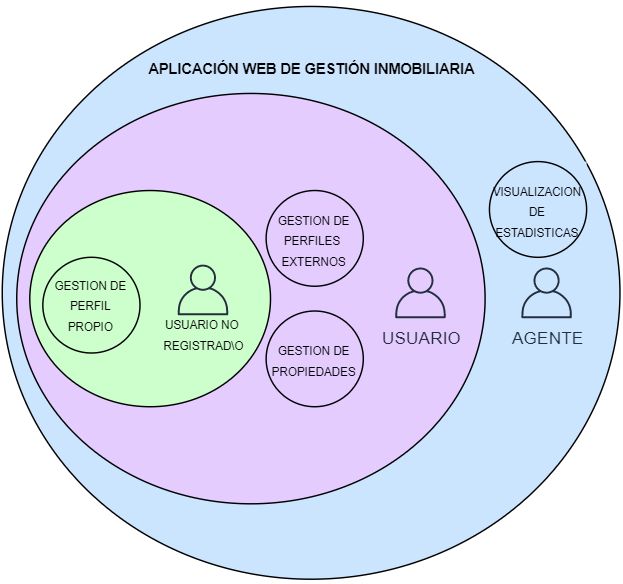 APLICACIÓN WEB DE GESTIÓN INMOBILIARIA
VISUALIZACION
DE
ESTADISTICAS
GESTION DE
PERFILES
EXTERNOS
GESTION DE
PERFIL
PROPIO
USUARIO NO
REGISTRAD\O
USUARIO
AGENTE
GESTION DE
PROPIEDADES